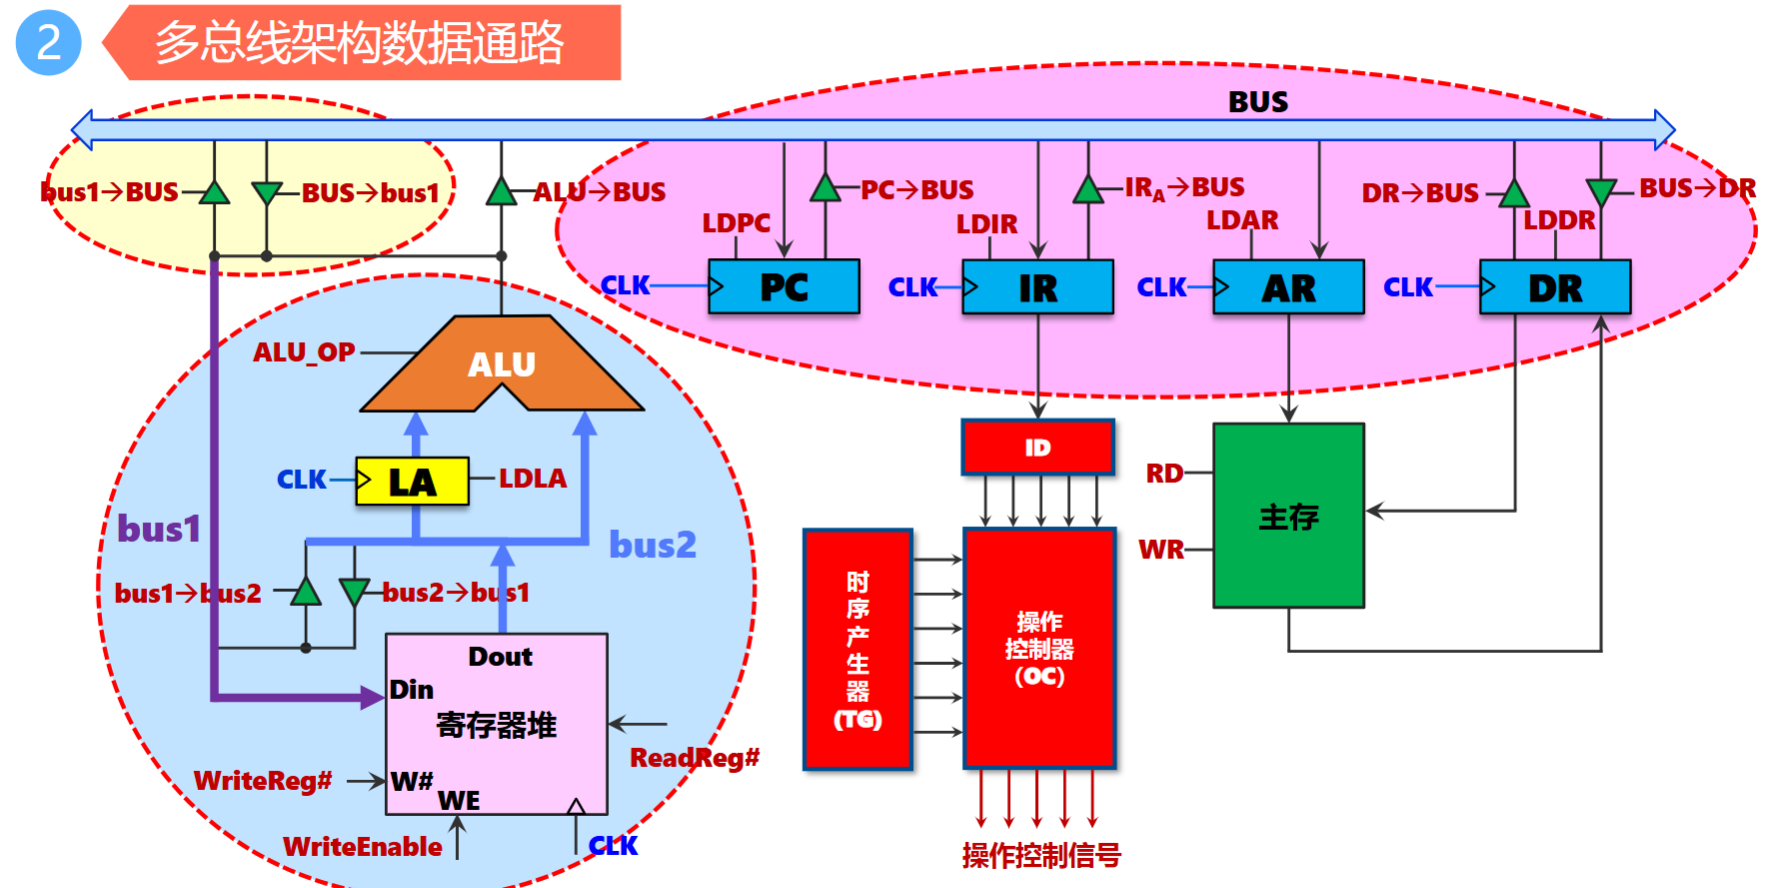 2
多总线架构数据通路
BUS
bus1→BUS
BUS→bus1
ALU→BUS
PC→BUS
IRA→BUS
DR→BUS
BUS→DR
LDPC
LDIR
LDAR
LDDR
CLK
PC
CLK
IR
CLK
AR
CLK
DR
ALU_OP
ALU
CLK
LA
LDLA
bus1
bus2
bus1→bus2
bus2→bus1
Dout
Din
寄存器堆
ReadReg#
WriteReg#
W#
WE
WriteEnable
CLK
ID
RD
WR
主存
时
序
产
生
器
(TG)
操作
控制器
（OC）
操作控制信号